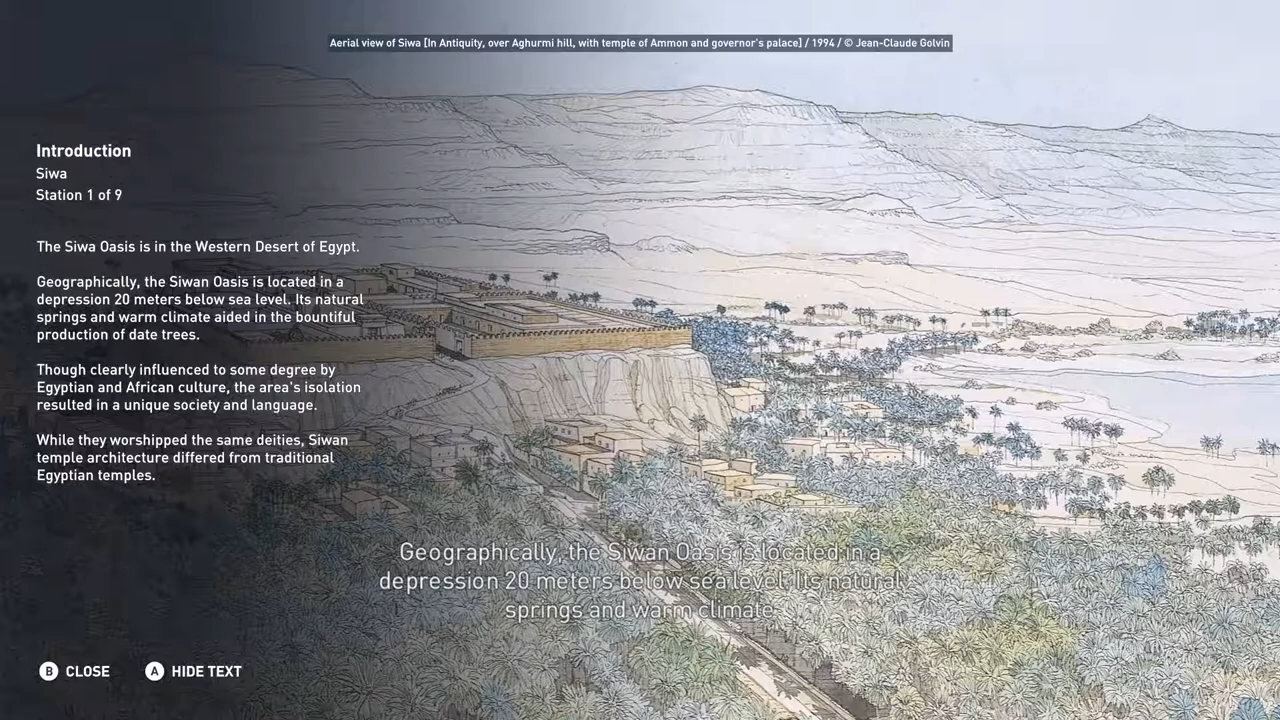 Aerial view of Siwa [In Antiquity, over Aghurmi hill, with temple of Ammon and governor's palace] / 1994 / © Jean-Claude Golvin
Introduction
Siwa
Station 1 of 9
The Siwa Oasis is in the Western Desert of Egypt.
Geographically, the Siwan Oasis is located in a
depression 20 meters below sea level. Its natural
springs and warm climate aided in the bountiful
production of date trees.
Though clearly influenced to some degree by
Egyptian and African culture, the area's isolation
resulted in a unique society and language.
While they worshipped the same deities, Siwan
temple architecture differed from traditional
Egyptian temples.
Geographically, the Siwan Oasis is located in a
depression 20 meters below sea level. Its natural
springs and warm climate
B CLOSE A HIDE TEXT